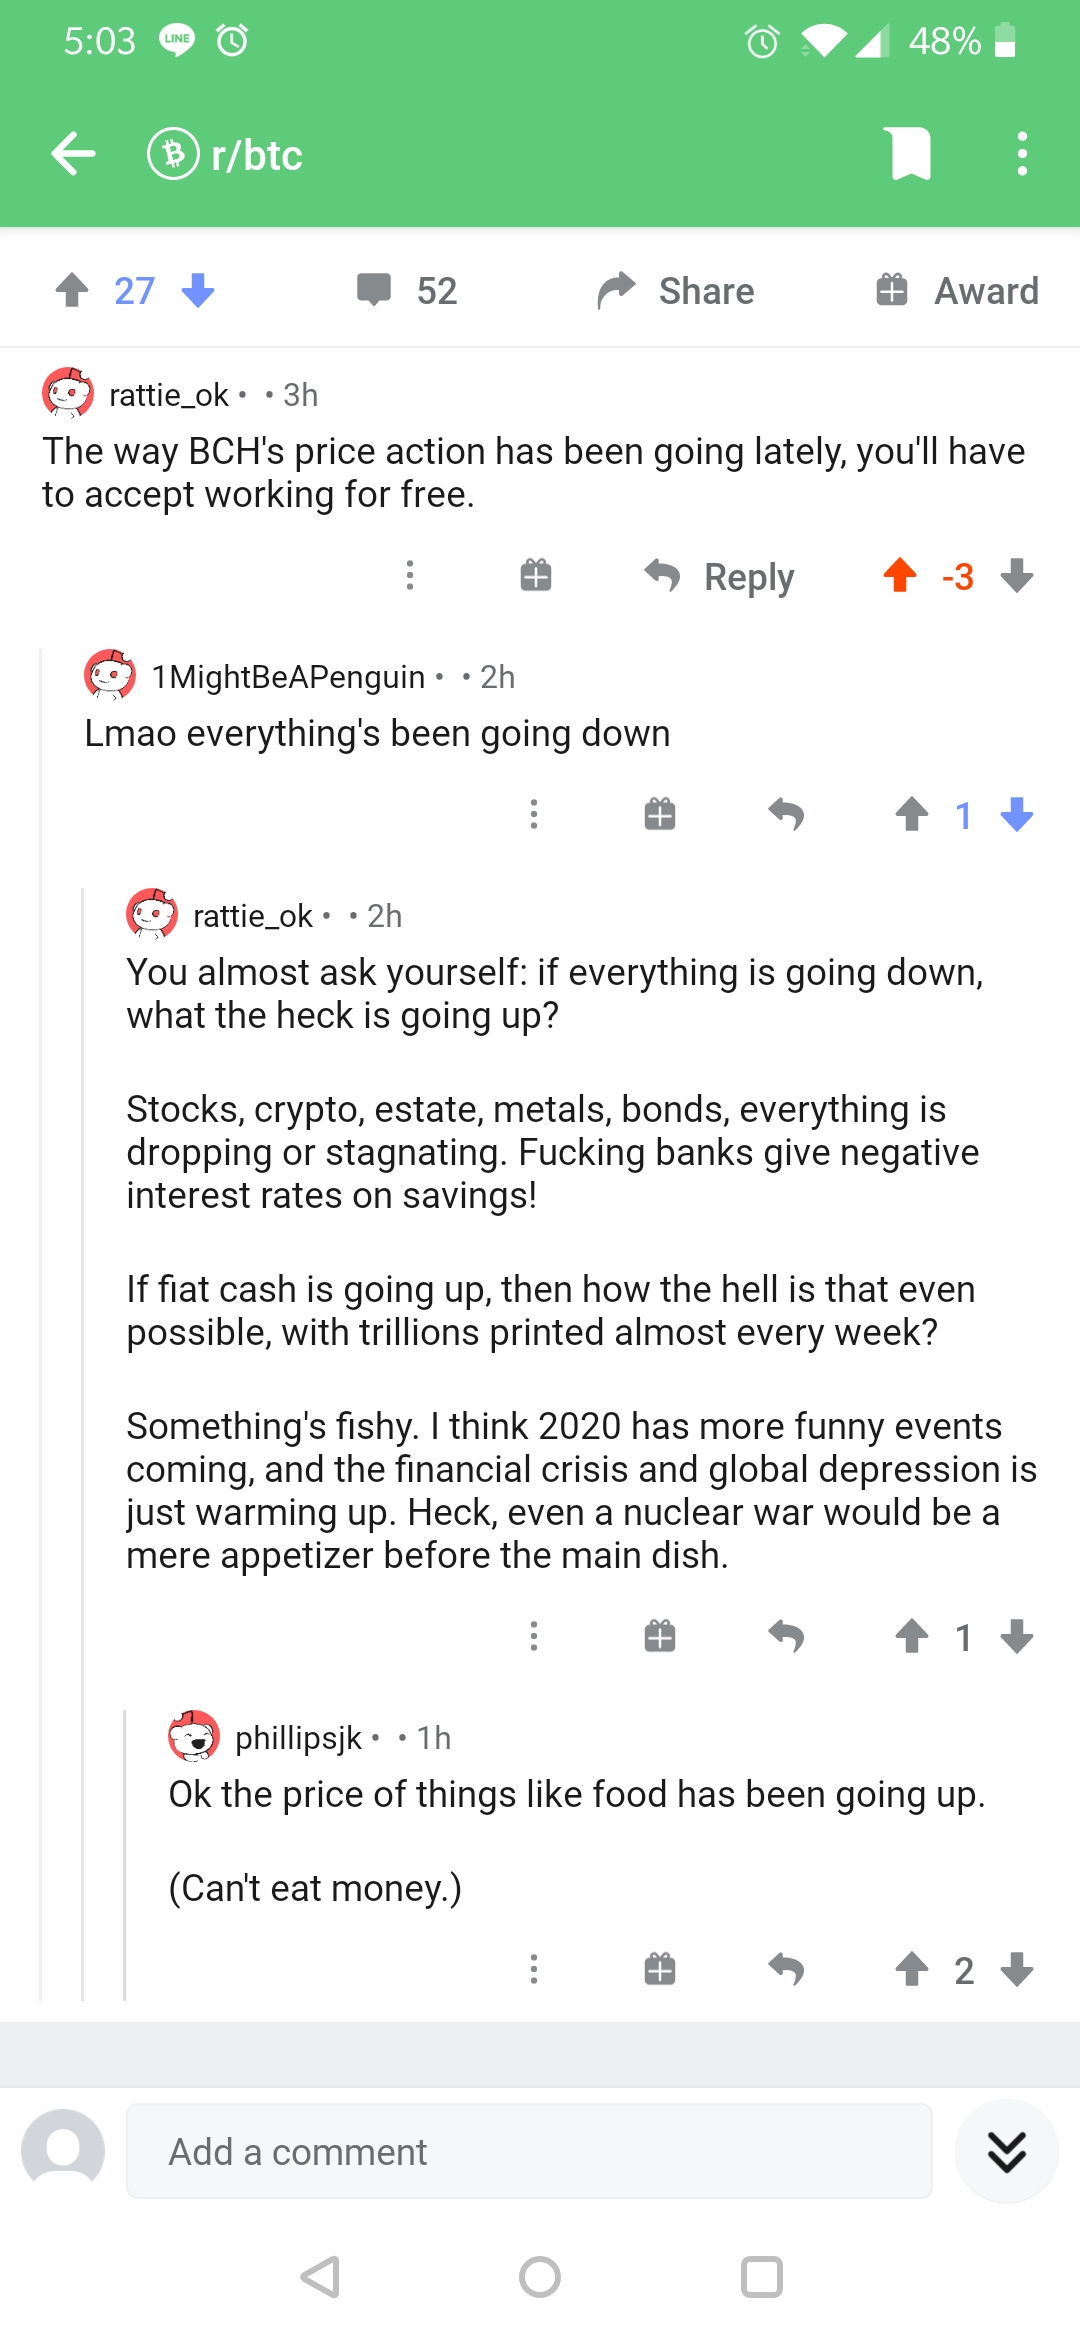 5:03 LINE 48%
r/btc
27 52 Share Award
rattie_ok • • 3h
The way BCH's price action has been going lately, you'll have
to accept working for free.
Reply -3
1MightBeAPenguin • • 2h
Lmao everything's been going down
1
rattie_ok • • 2h
You almost ask yourself: if everything is going down,
what the heck is going up?
Stocks, crypto, estate, metals, bonds, everything is
dropping or stagnating. Fucking banks give negative
interest rates on savings!
If fiat cash is going up, then how the hell is that even
possible, with trillions printed almost every week?
Something's fishy. I think 2020 has more funny events
coming, and the financial crisis and global depression is
just warming up. Heck, even a nuclear war would be a
mere appetizer before the main dish.
1
phillipsjk • • 1h
Ok the price of things like food has been going up.
(Can't eat money.)
2
Add a comment